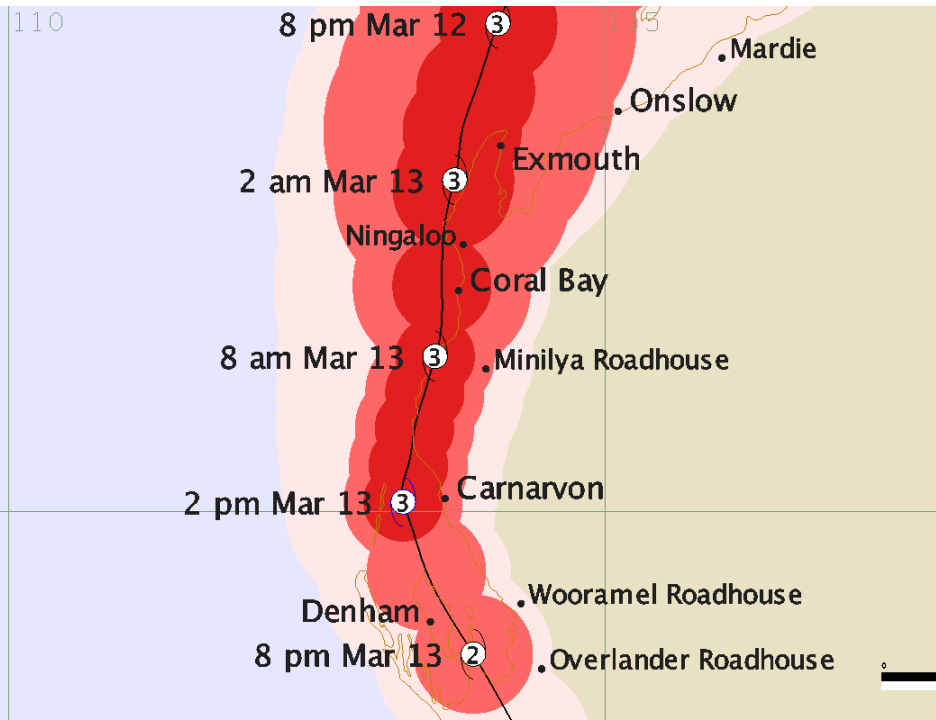 110
115
8 pm Mar 12
3
Mardie
Onslow
Exmouth
2 am Mar 13
3
Ningaloo
Coral Bay
8 am Mar 13
3
Minilya Roadhouse
Carnarvon
2 pm Mar 13
3
Wooramel Roadhouse
Denham
8 pm Mar 13
2
Overlander Roadhouse